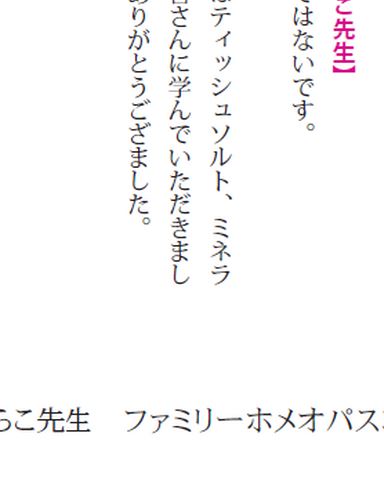 こ先生】
ではないです。
はティッシュソルト、ミネラ
皆さんに学んでいただきまし
ありがとうござました。
らこ先生　ファミリーホメオパス